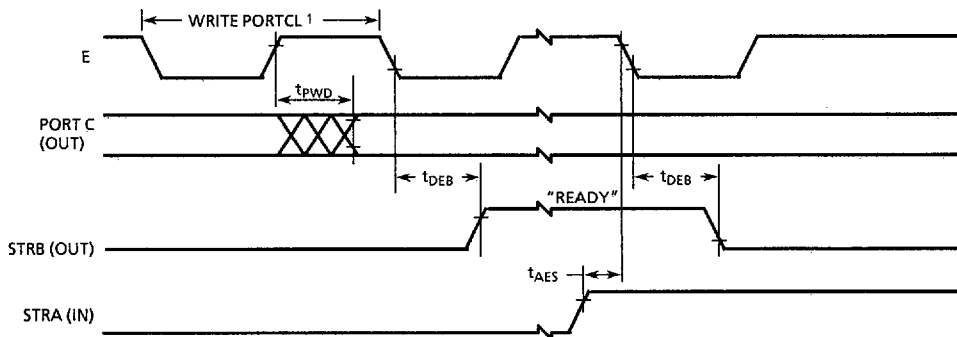 WRITE PORTCL 1
E
tPWD
PORT C
(OUT)
tDEB
tDEB
"READY"
STRB (OUT)
tAES
STRA (IN)